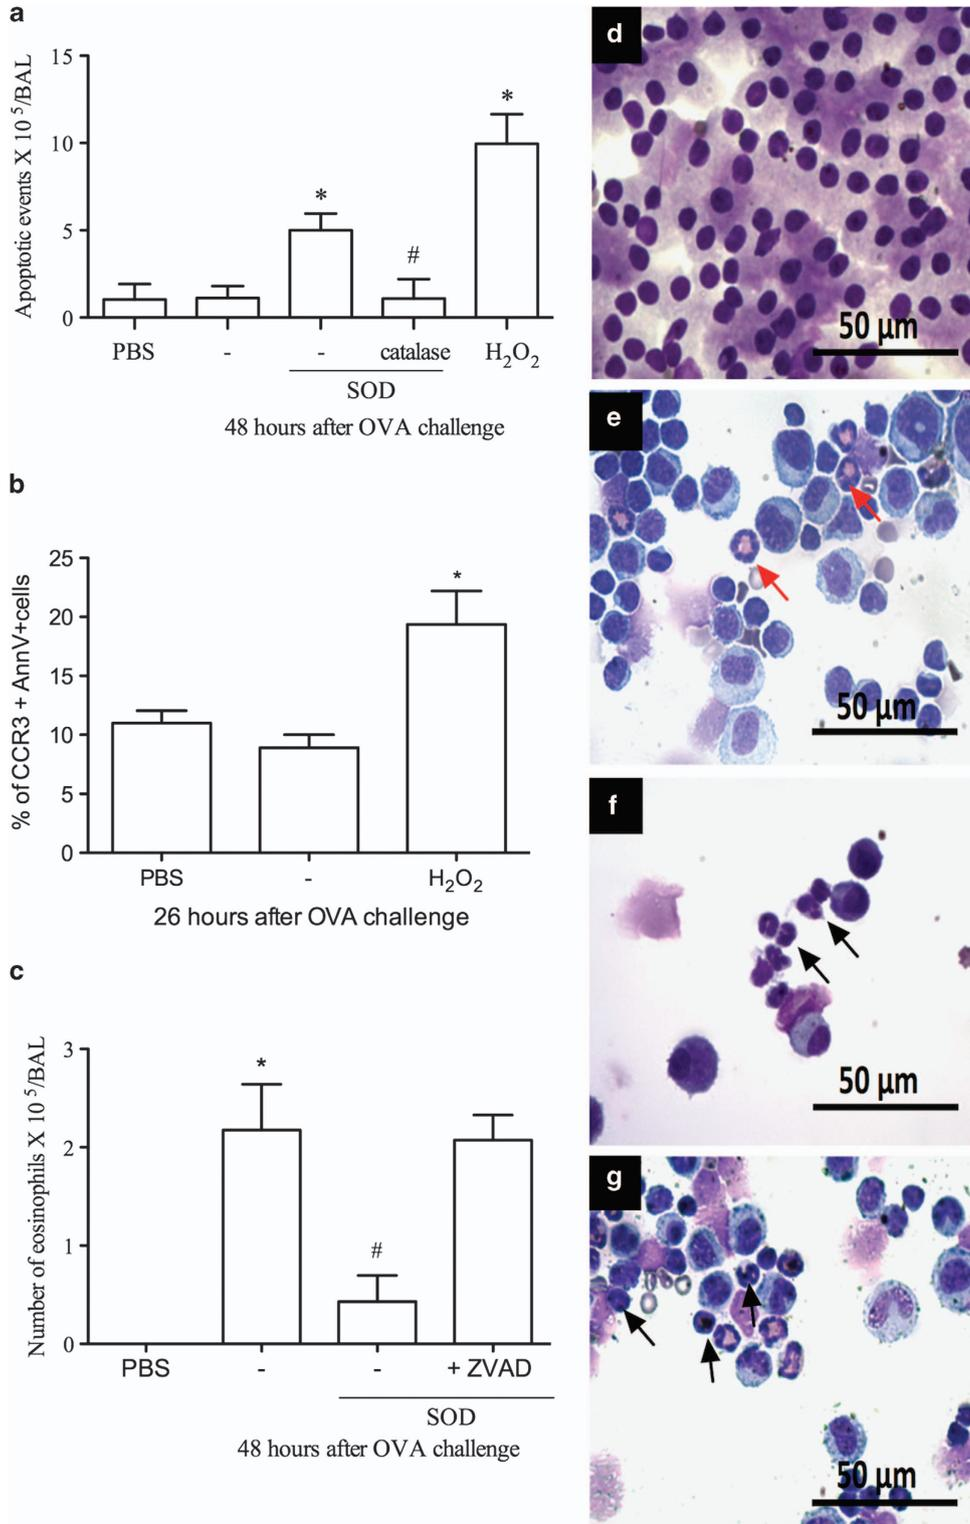 a
Apoptotic events X 10 5/BAL
15
10
5
0
*
#
*
PBS
-
-
catalase
H2O2
SOD
48 hours after OVA challenge
b
% of CCR3 + AnnV+cells
25
20
15
10
5
0
*
PBS
-
H2O2
26 hours after OVA challenge
c
Number of eosinophils X 10 5/BAL
3
2
1
0
*
#
PBS
-
-
+ ZVAD
SOD
48 hours after OVA challenge
d
50 µm
e
50 µm
f
50 µm
g
50 µm